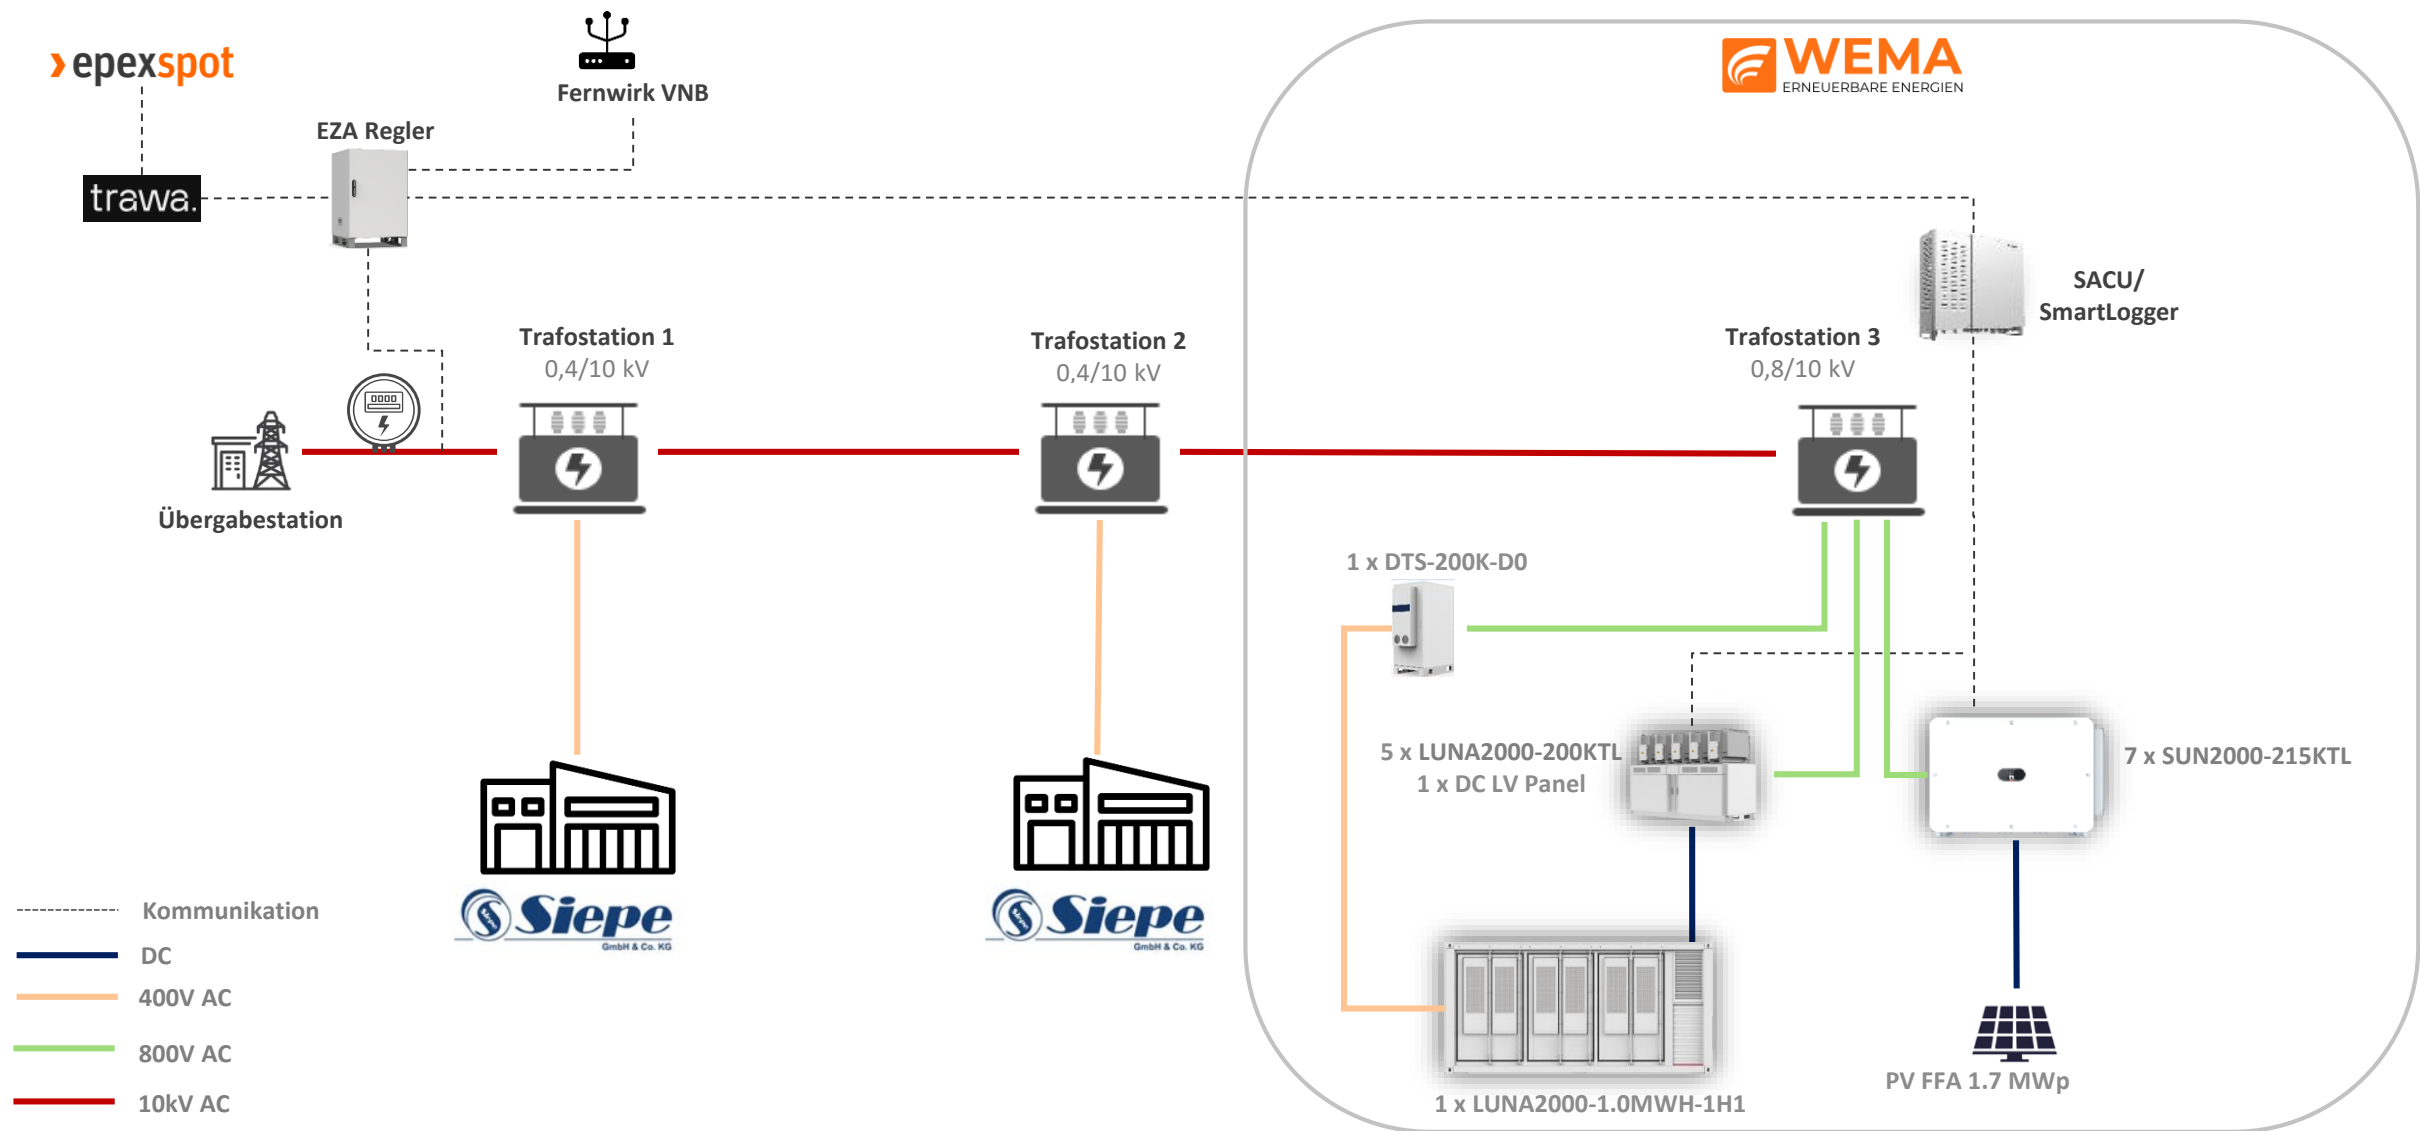 epexspot
Fernwirk VNB
WEMA
ERNEUERBARE ENERGIEN
EZA Regler
trawa.
SACU/
SmartLogger
Trafostation 1
0,4/10 kV
Trafostation 2
0,4/10 kV
Trafostation 3
0,8/10 kV
Übergabestation
1 x DTS-200K-D0
5 x LUNA2000-200KTL
1 x DC LV Panel
7 x SUN2000-215KTL
Siepe
GmbH & Co. KG
Siepe
GmbH & Co. KG
Kommunikation
DC
400V AC
800V AC
10kV AC
PV FFA 1.7 MWp
1 x LUNA2000-1.0MWH-1H1